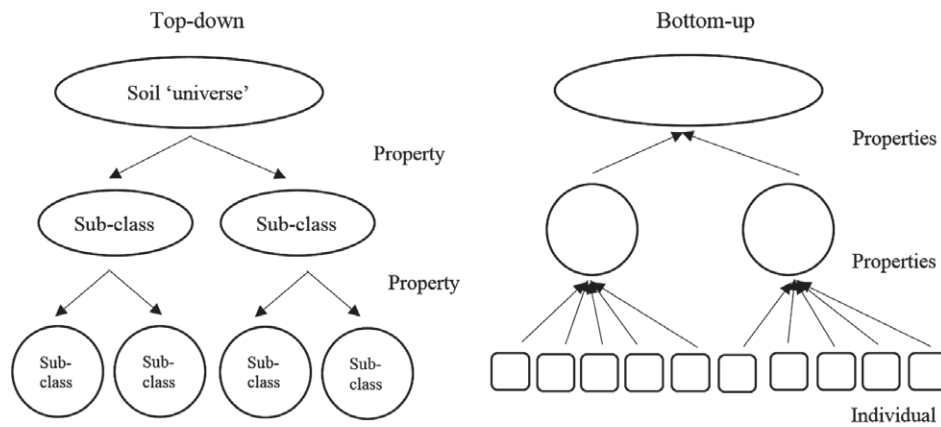 Top-down
Soil ‘universe’
Property
Sub-class
Sub-class
Property
Sub-
class
Sub-
class
Sub-
class
Sub-
class
Bottom-up
Properties
Properties
Individual